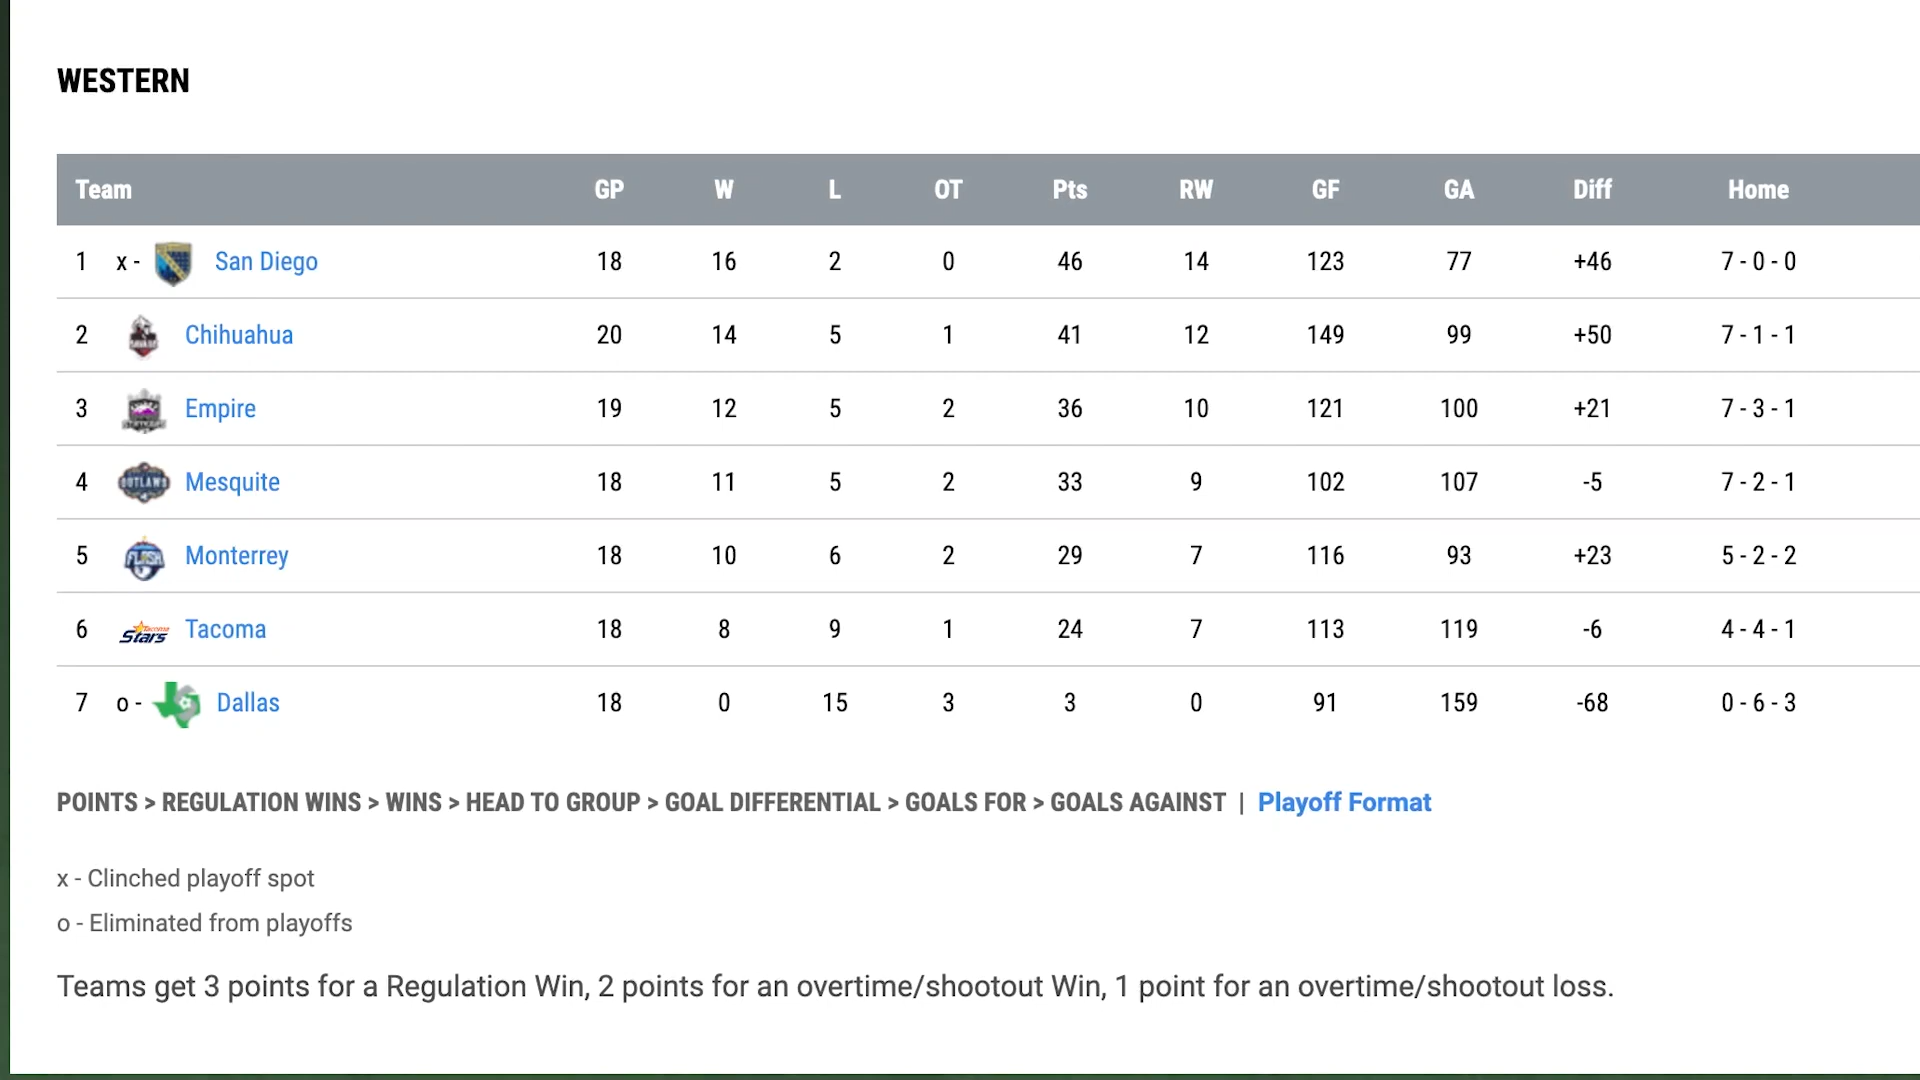 WESTERN
Team GP W L OT Pts RW GF GA Diff Home
1 x - San Diego 18 16 2 0 46 14 123 77 +46 7 - 0 - 0
2 Chihuahua 20 14 5 1 41 12 149 99 +50 7 - 1 - 1
3 Empire 19 12 5 2 36 10 121 100 +21 7 - 3 - 1
4 OUTLAWS Mesquite 18 11 5 2 33 9 102 107 -5 7 - 2 - 1
5 FLASH Monterrey 18 10 6 2 29 7 116 93 +23 5 - 2 - 2
6 Tacoma Stars Tacoma 18 8 9 1 24 7 113 119 -6 4 - 4 - 1
7 o - Dallas 18 0 15 3 3 0 91 159 -68 0 - 6 - 3
POINTS > REGULATION WINS > WINS > HEAD TO GROUP > GOAL DIFFERENTIAL > GOALS FOR > GOALS AGAINST | Playoff Format
x - Clinched playoff spot
o - Eliminated from playoffs
Teams get 3 points for a Regulation Win, 2 points for an overtime/shootout Win, 1 point for an overtime/shootout loss.